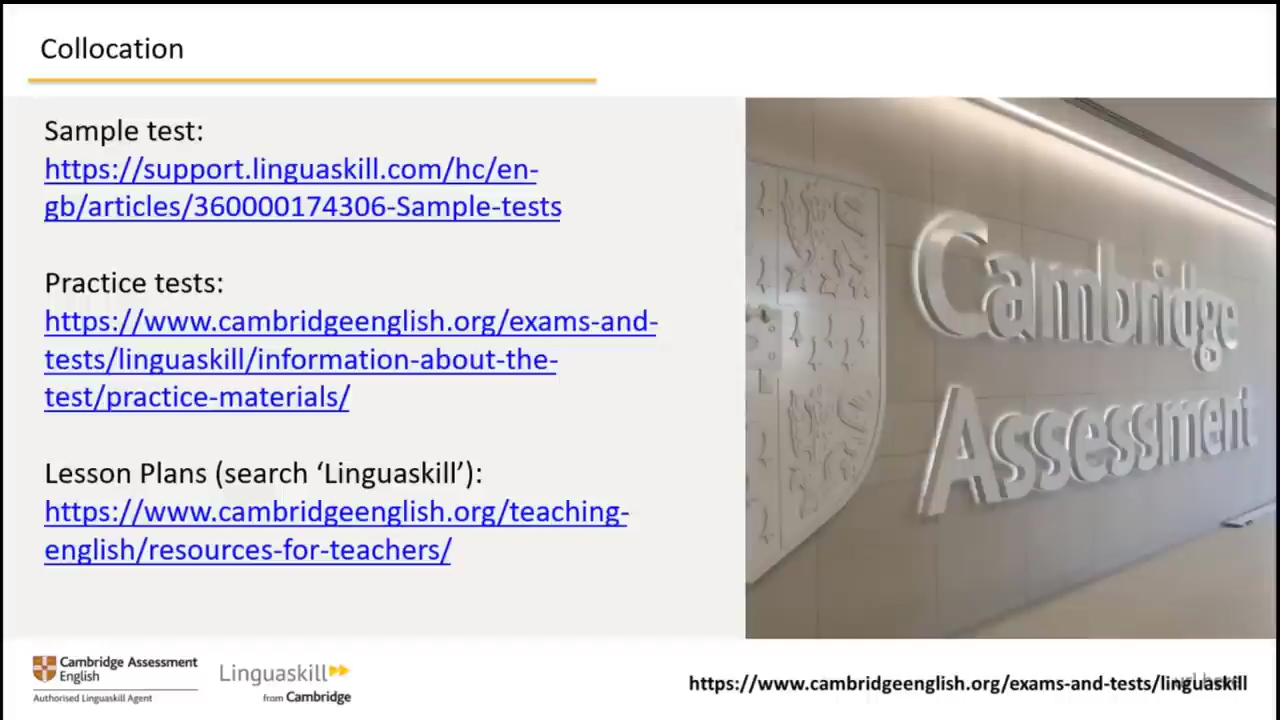 Collocation
Sample test:
https://support.linguaskill.com/hc/en-
gb/articles/360000174306-Sample-tests
Practice tests:
https://www.cambridgeenglish.org/exams-and-
tests/linguaskill/information-about-the-
test/practice-materials/
Lesson Plans (search ‘Linguaskill’):
https://www.cambridgeenglish.org/teaching-
english/resources-for-teachers/
Cambridge
Assessment
Cambridge Assessment
English
Authorised Linguaskill Agent
Linguaskill
from Cambridge
https://www.cambridgeenglish.org/exams-and-tests/linguaskill